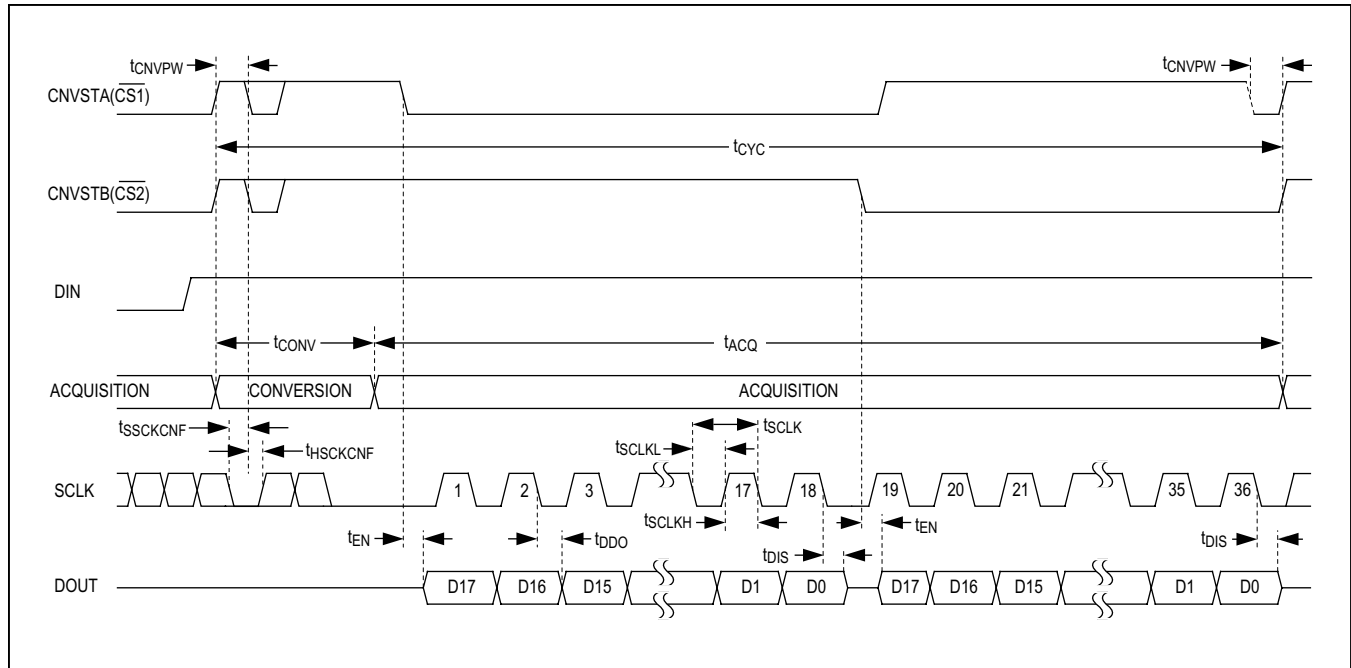 tCNVPW
tCNVPW
CNVSTA(CS1)
tCYC
CNVSTB(CS2)
DIN
tCONV
tACQ
ACQUISITION CONVERSION ACQUISITION
tSSCKCNF
tHSCKCNF
tSCLKL
tSCLK
SCLK 1 2 3 17 18 19 20 21 35 36
tEN
tDDO
tSCLKH
tDIS
tEN
tDIS
DOUT D17 D16 D15 D1 D0 D17 D16 D15 D1 D0